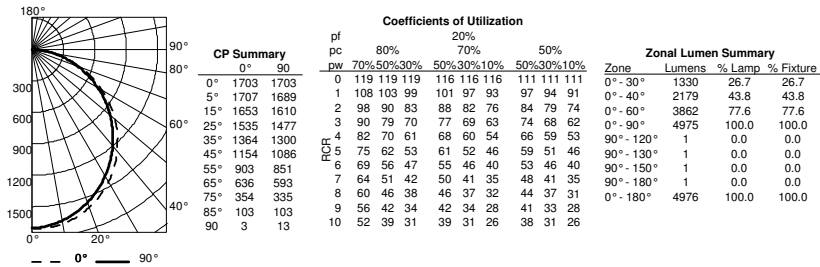 180°
90°
80°
300
600
60°
900
1200
1500
40°
0°
20°
0°
90°
CP Summary
0° 90
0° 1703 1703
5° 1707 1689
15° 1653 1610
25° 1535 1477
35° 1364 1300
45° 1154 1086
55° 903 851
65° 636 593
75° 354 335
85° 103 103
90 3 13
Coefficients of Utilization
pf 20%
pc 80% 70% 50%
pw 70%50%30% 50%30%10% 50%30%10%
RCR
0 119 119 119 116 116 116 111 111 111
1 108 103 99 101 97 93 97 94 91
2 98 90 83 88 82 76 84 79 74
3 90 79 70 77 69 63 74 68 62
4 82 70 61 68 60 54 66 59 53
5 75 62 53 61 52 46 59 51 46
6 69 56 47 55 46 40 53 46 40
7 64 51 42 50 41 35 48 41 35
8 60 46 38 46 37 32 44 37 31
9 56 42 34 42 34 28 41 33 28
10 52 39 31 39 31 26 38 31 26
Zonal Lumen Summary
Zone Lumens % Lamp % Fixture
0° - 30° 1330 26.7 26.7
0° - 40° 2179 43.8 43.8
0° - 60° 3862 77.6 77.6
0° - 90° 4975 100.0 100.0
90° - 120° 1 0.0 0.0
90° - 130° 1 0.0 0.0
90° - 150° 1 0.0 0.0
90° - 180° 1 0.0 0.0
0° - 180° 4976 100.0 100.0